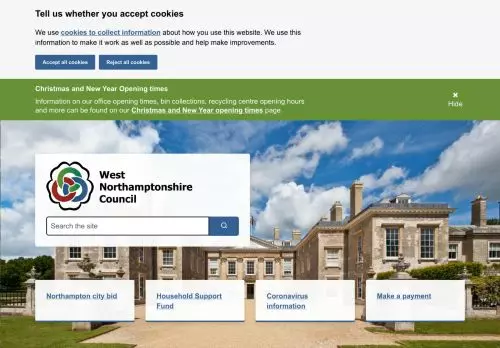 Tell us whether you accept cookies
We use cookies to collect information about how you use this website. We use this
information to make it work as well as possible and help make improvements.
Accept all cookies
Reject all cookies
Christmas and New Year Opening times
Information on our office opening times, bin collections, recycling centre opening hours
and more can be found on our Christmas and New Year opening times page.
×
Hide
West
Northamptonshire
Council
Search the site
Northampton city bid
Household Support
Fund
Coronavirus
information
Make a payment